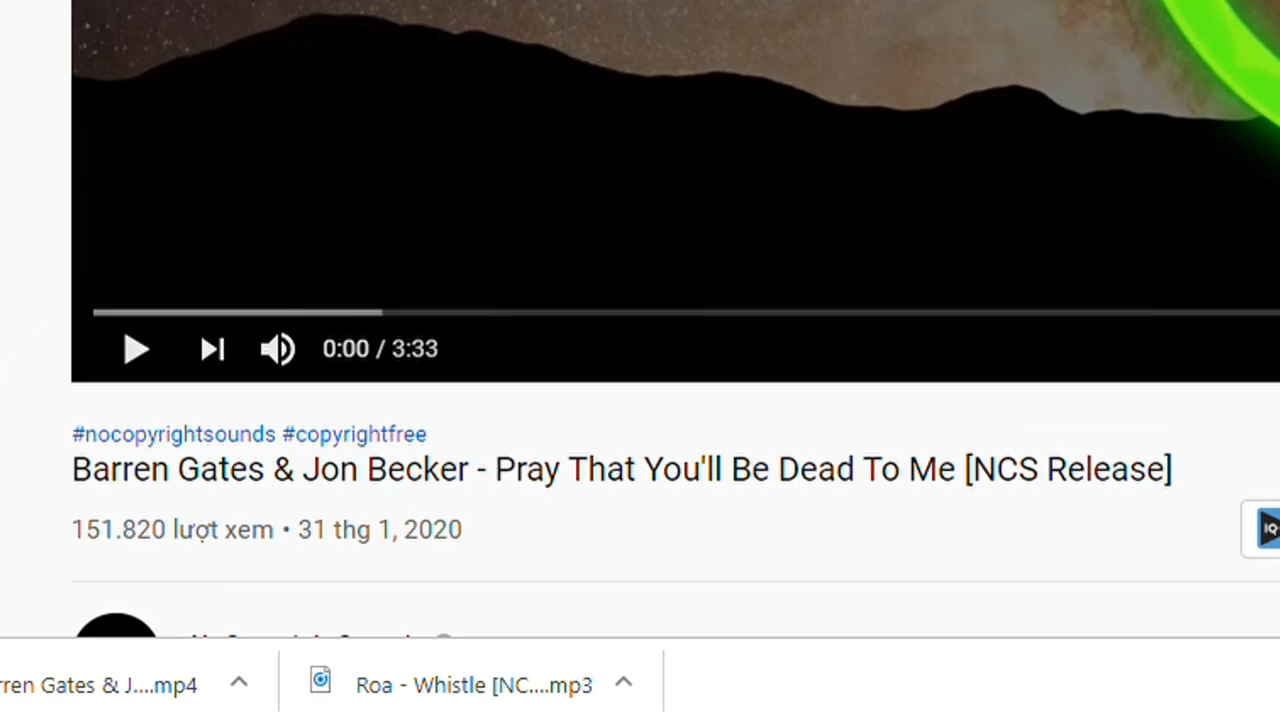 0:00 / 3:33
#nocopyrightsounds #copyrightfree
Barren Gates & Jon Becker - Pray That You'll Be Dead To Me [NCS Release]
151.820 lượt xem • 31 thg 1, 2020
IQ
Gates & J....mp4
Roa - Whistle [NC....mp3